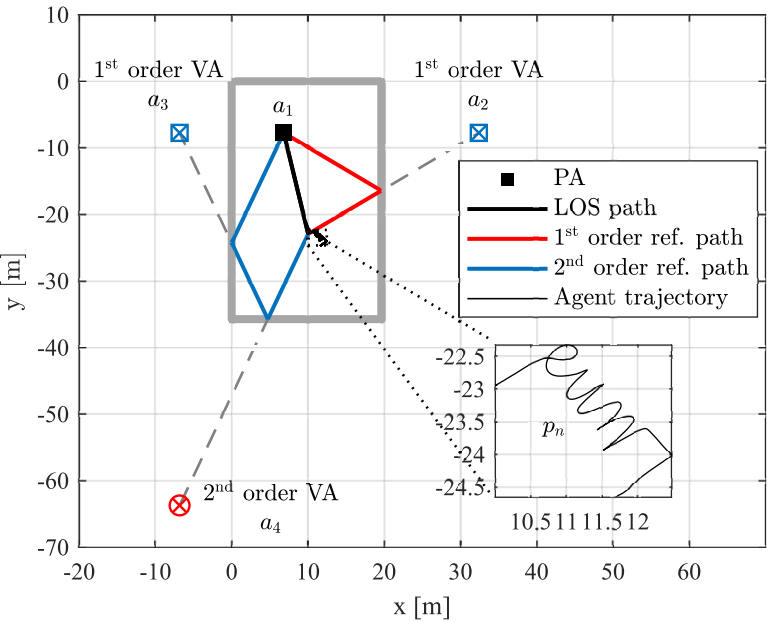 10
0
-10
-20
-30
-40
-50
-60
-70
y [m]
-20
-10
0
10
20
30
40
50
60
x [m]
1st order VA
a3
a1
1st order VA
a2
PA
LOS path
1st order ref. path
2nd order ref. path
Agent trajectory
-22.5
-23
-23.5
-24
-24.5
pn
10.5 11 11.5 12
2nd order VA
a4